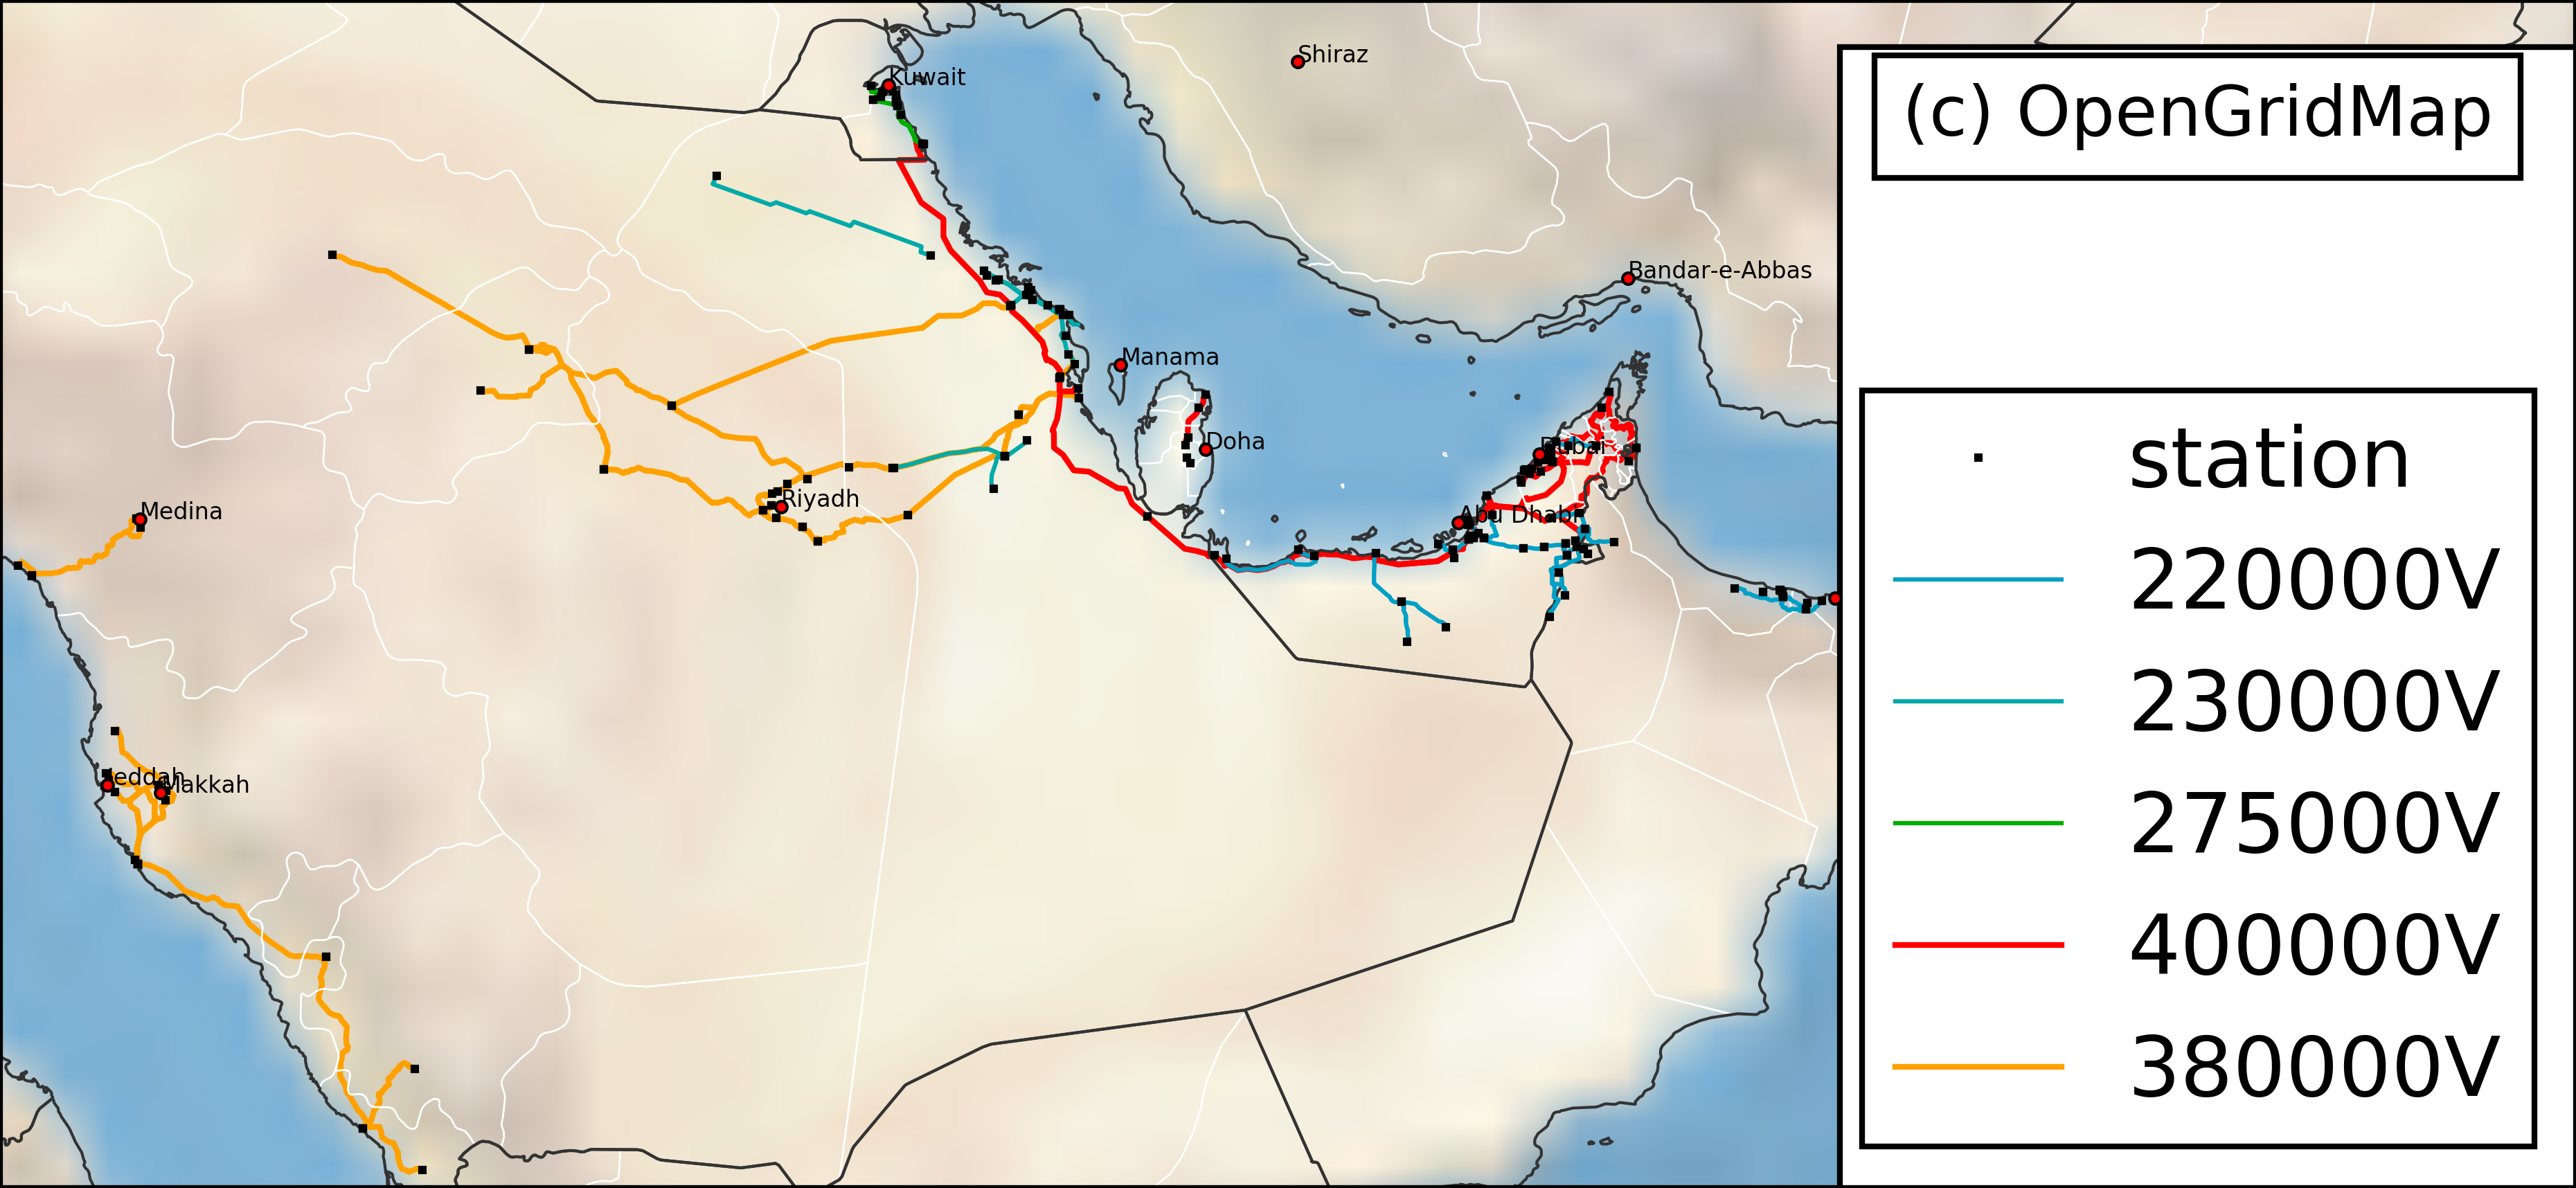 Shiraz
Kuwait
Bandar-e-Abbas
Manama
Doha
Dubai
Medina
Riyadh
Abu Dhabi
Jeddah
Makkah
(c) OpenGridMap
station
220000V
230000V
275000V
400000V
380000V